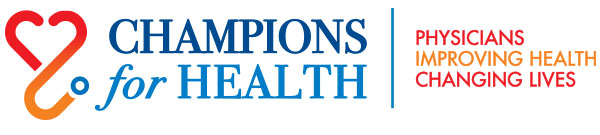 CHAMPIONS
for HEALTH
PHYSICIANS
IMPROVING HEALTH
CHANGING LIVES